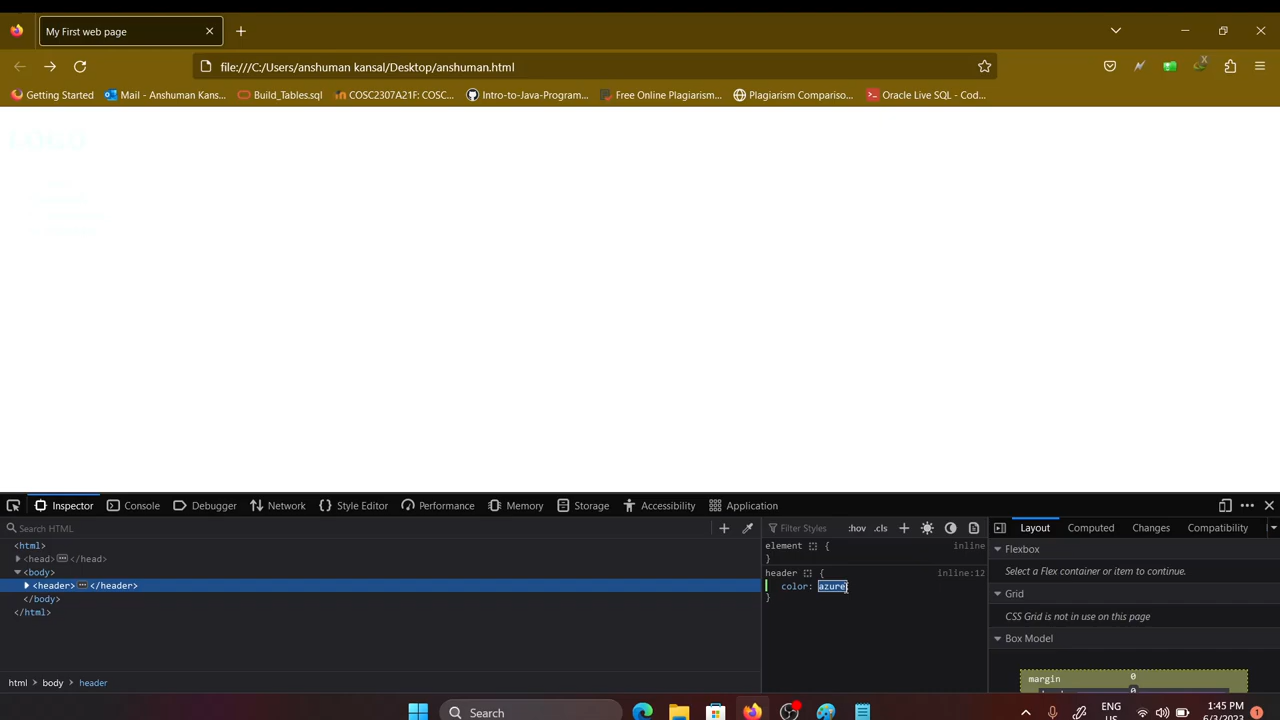 My First web page
file:///C:/Users/anshuman kansal/Desktop/anshuman.html
Getting Started Mail - Anshuman Kans... Build_Tables.sql COSC2307A21F: COSC... Intro-to-Java-Program... Free Online Plagiarism... Plagiarism Compariso... Oracle Live SQL - Cod...
Inspector Console Debugger Network Style Editor Performance Memory Storage Accessibility Application
Search HTML
Filter Styles :hov .cls Layout Computed Changes Compatibility
<html>
<head> </head>
<body>
<header> </header>
</body>
</html>
element {
inline
}
header {
inline:12
color: azure
}
Flexbox
Select a Flex container or item to continue.
Grid
CSS Grid is not in use on this page
Box Model
margin 0
0
html body header
Search
ENG
US
1:45 PM
6/3/2023
1